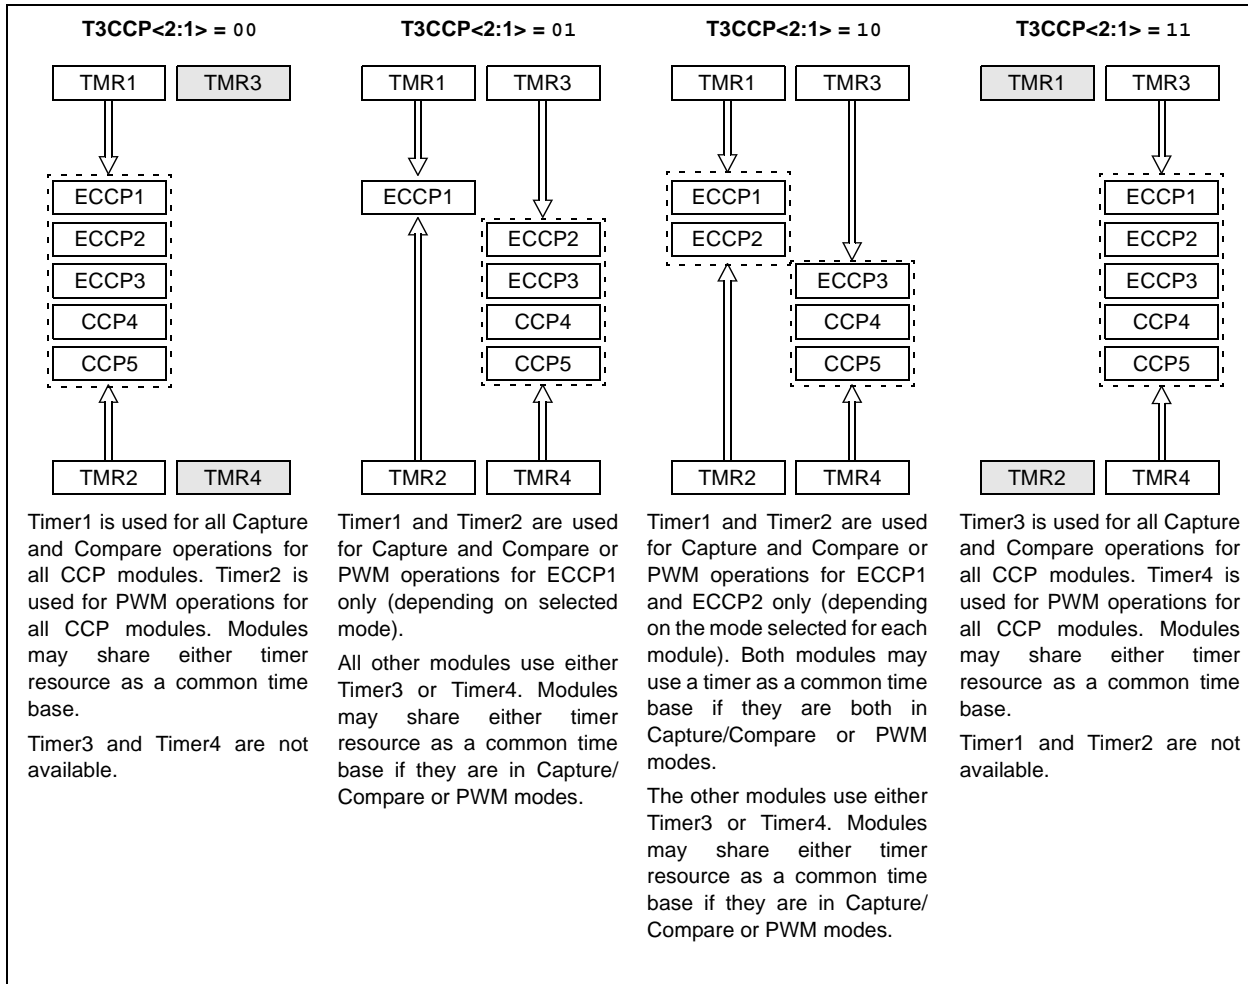 T3CCP<2:1> = 00
TMR1 TMR3
ECCP1
ECCP2
ECCP3
CCP4
CCP5
TMR2 TMR4
Timer1 is used for all Capture
and Compare operations for
all CCP modules. Timer2 is
used for PWM operations for
all CCP modules. Modules
may share either timer
resource as a common time
base.
Timer3 and Timer4 are not
available.
T3CCP<2:1> = 01
TMR1 TMR3
ECCP1
ECCP2
ECCP3
CCP4
CCP5
TMR2 TMR4
Timer1 and Timer2 are used
for Capture and Compare or
PWM operations for ECCP1
only (depending on selected
mode).
All other modules use either
Timer3 or Timer4. Modules
may share either timer
resource as a common time
base if they are in Capture/
Compare or PWM modes.
T3CCP<2:1> = 10
TMR1 TMR3
ECCP1
ECCP2
ECCP3
CCP4
CCP5
TMR2 TMR4
Timer1 and Timer2 are used
for Capture and Compare or
PWM operations for ECCP1
and ECCP2 only (depending
on the mode selected for each
module). Both modules may
use a timer as a common time
base if they are both in
Capture/Compare or PWM
modes.
The other modules use either
Timer3 or Timer4. Modules
may share either timer
resource as a common time
base if they are in Capture/
Compare or PWM modes.
T3CCP<2:1> = 11
TMR1 TMR3
ECCP1
ECCP2
ECCP3
CCP4
CCP5
TMR2 TMR4
Timer3 is used for all Capture
and Compare operations for
all CCP modules. Timer4 is
used for PWM operations for
all CCP modules. Modules
may share either timer
resource as a common time
base.
Timer1 and Timer2 are not
available.